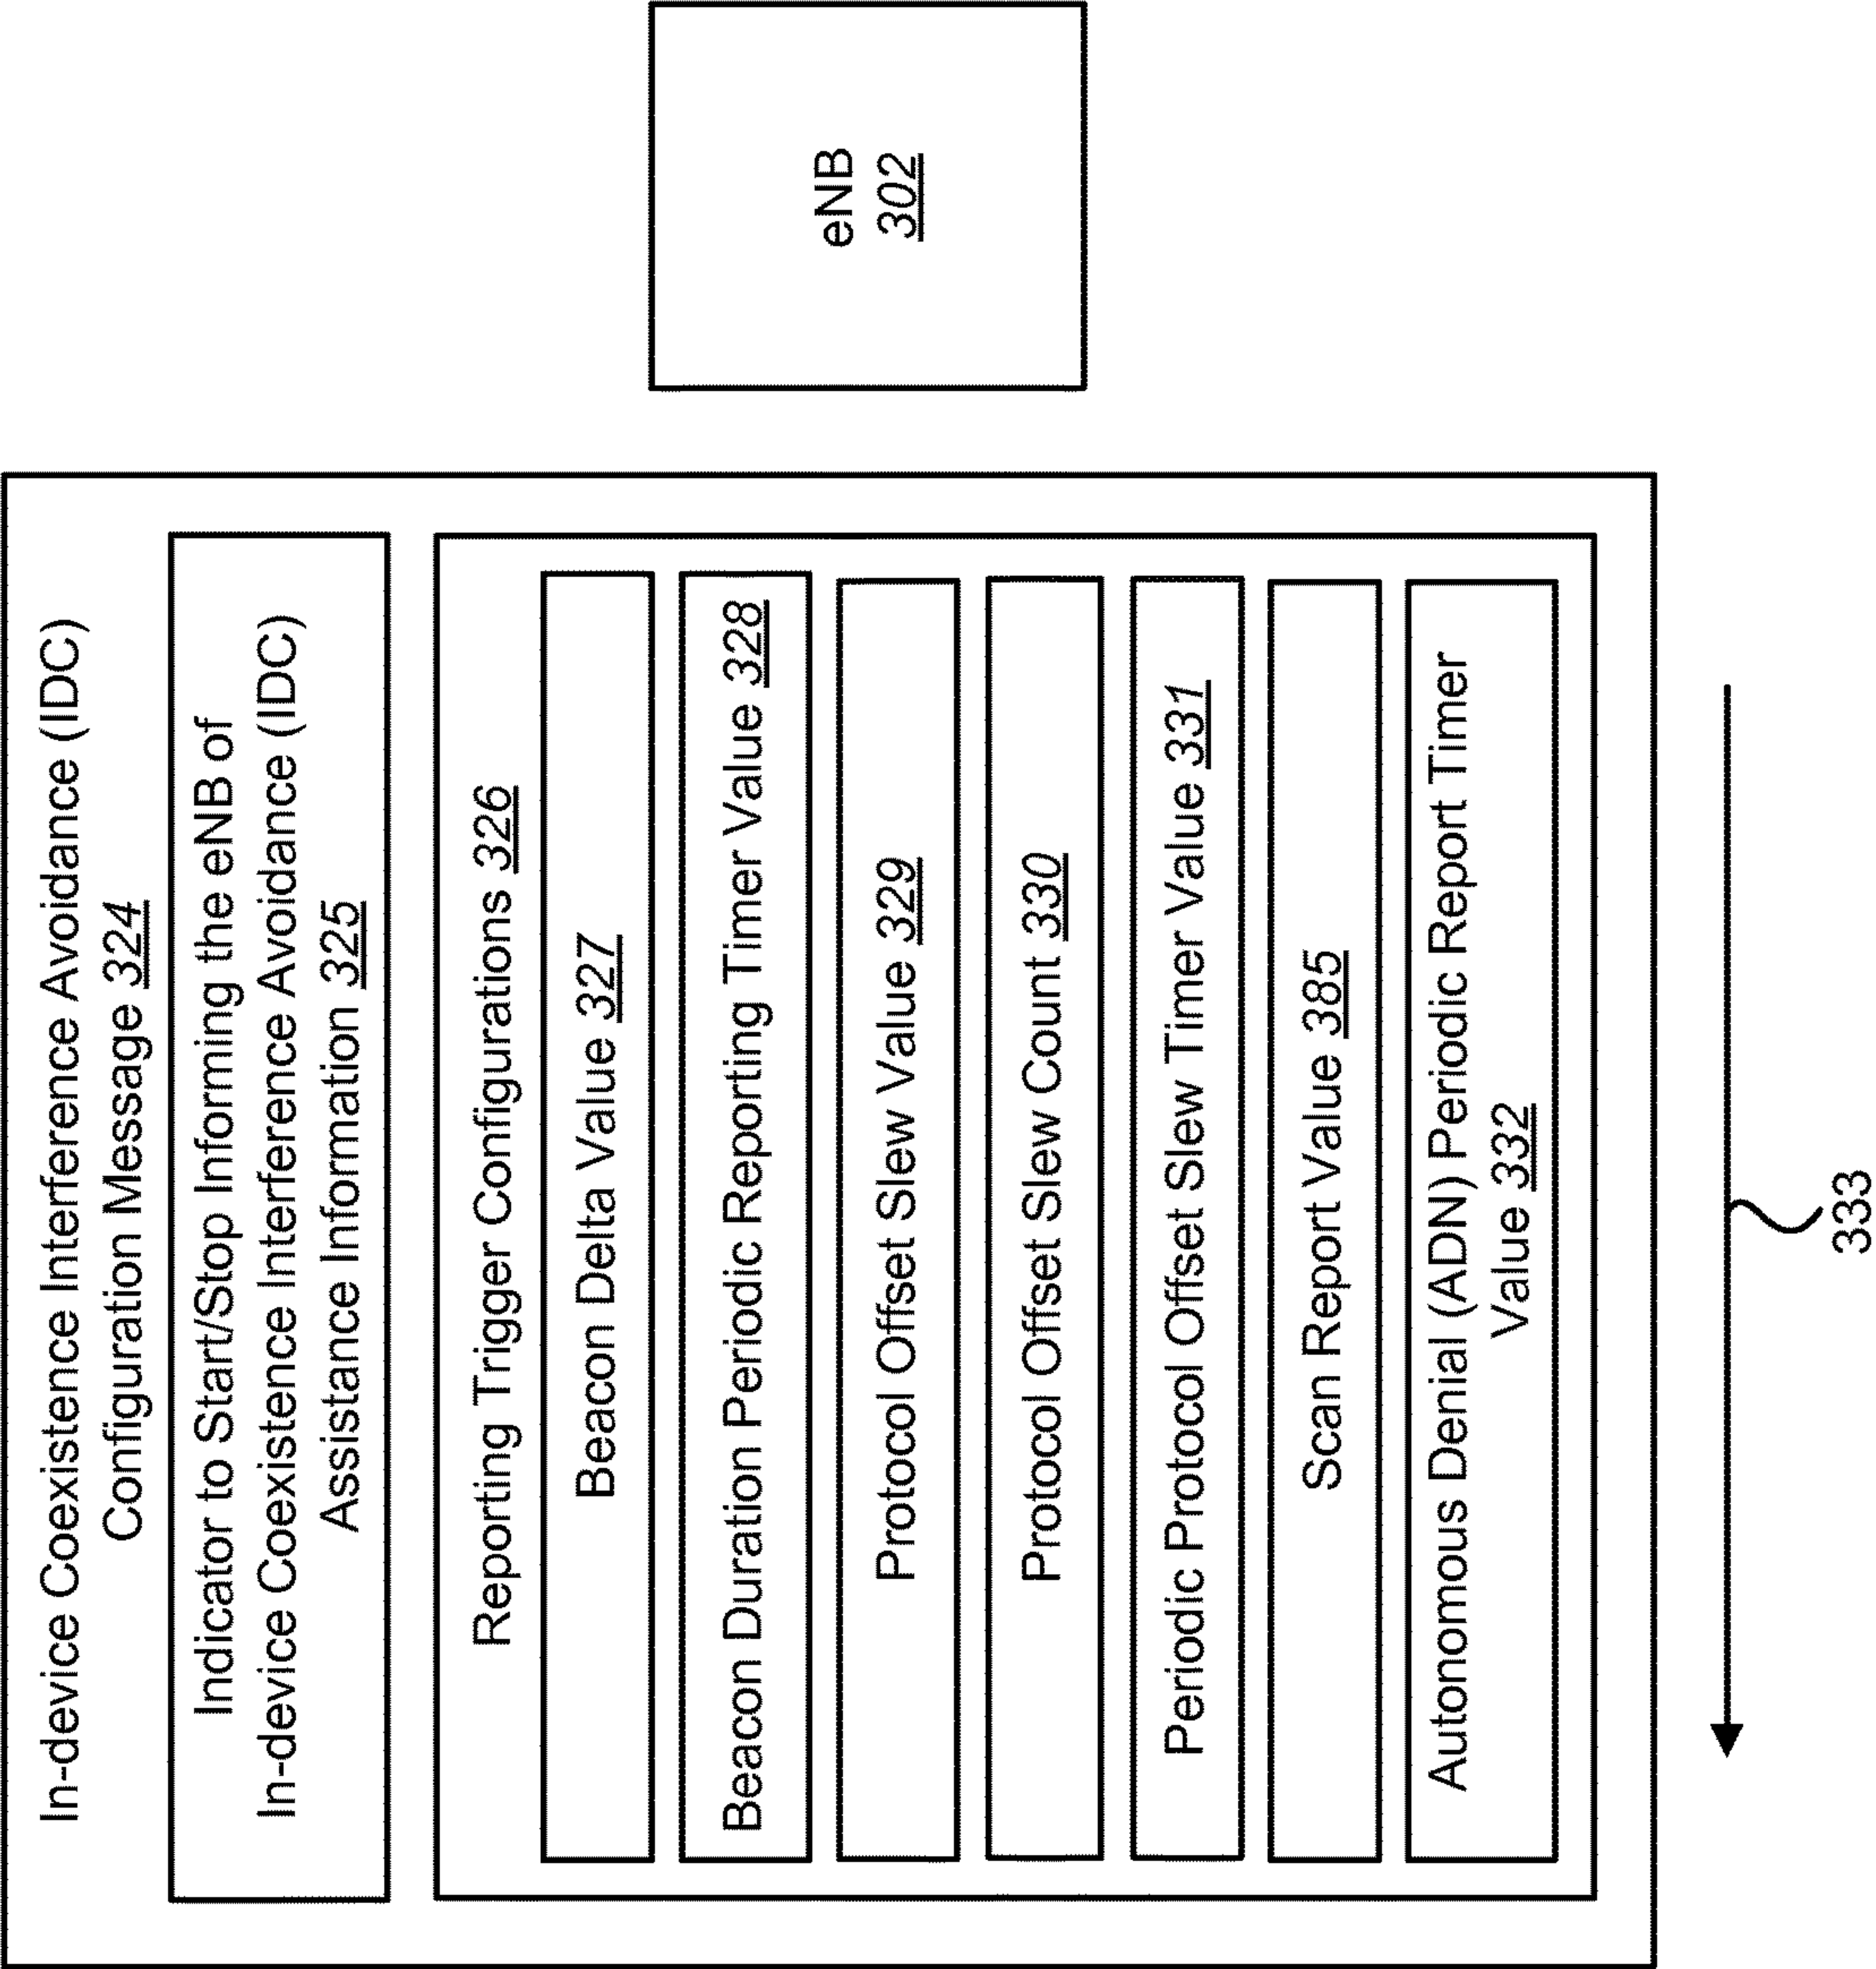 In-device Coexistence Interference Avoidance (IDC)
Configuration Message 324
Indicator to Start/Stop Informing the eNB of
In-device Coexistence Interference Avoidance (IDC)
Assistance Information 325
Reporting Trigger Configurations 326
Beacon Delta Value 327
Beacon Duration Periodic Reporting Timer Value 328
Protocol Offset Slew Value 329
Protocol Offset Slew Count 330
Periodic Protocol Offset Slew Timer Value 331
Scan Report Value 385
Autonomous Denial (ADN) Periodic Report Timer
Value 332
333
eNB
302